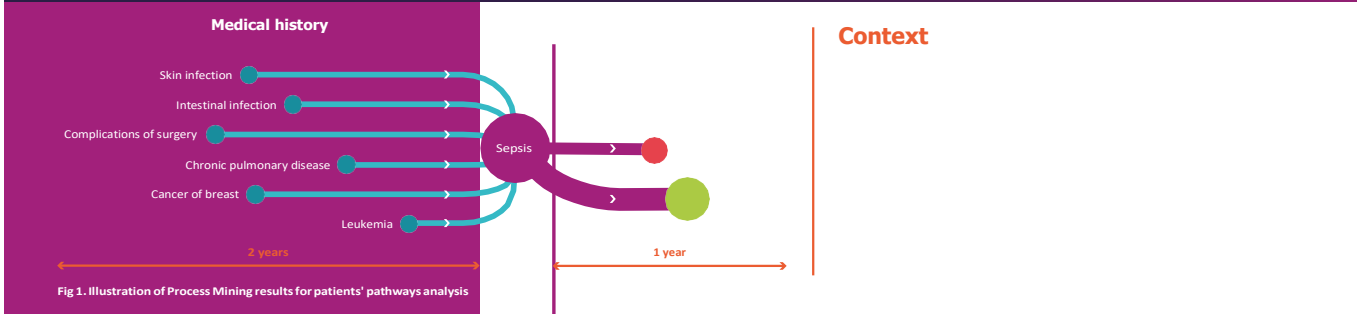 Medical history
Context
Skin infection
Intestinal infection
Complications of surgery
Sepsis
Chronic pulmonary disease
Cancer of breast
Leukemia
2 years
1 year
Fig 1. Illustration of Process Mining results for patients' pathways analysis